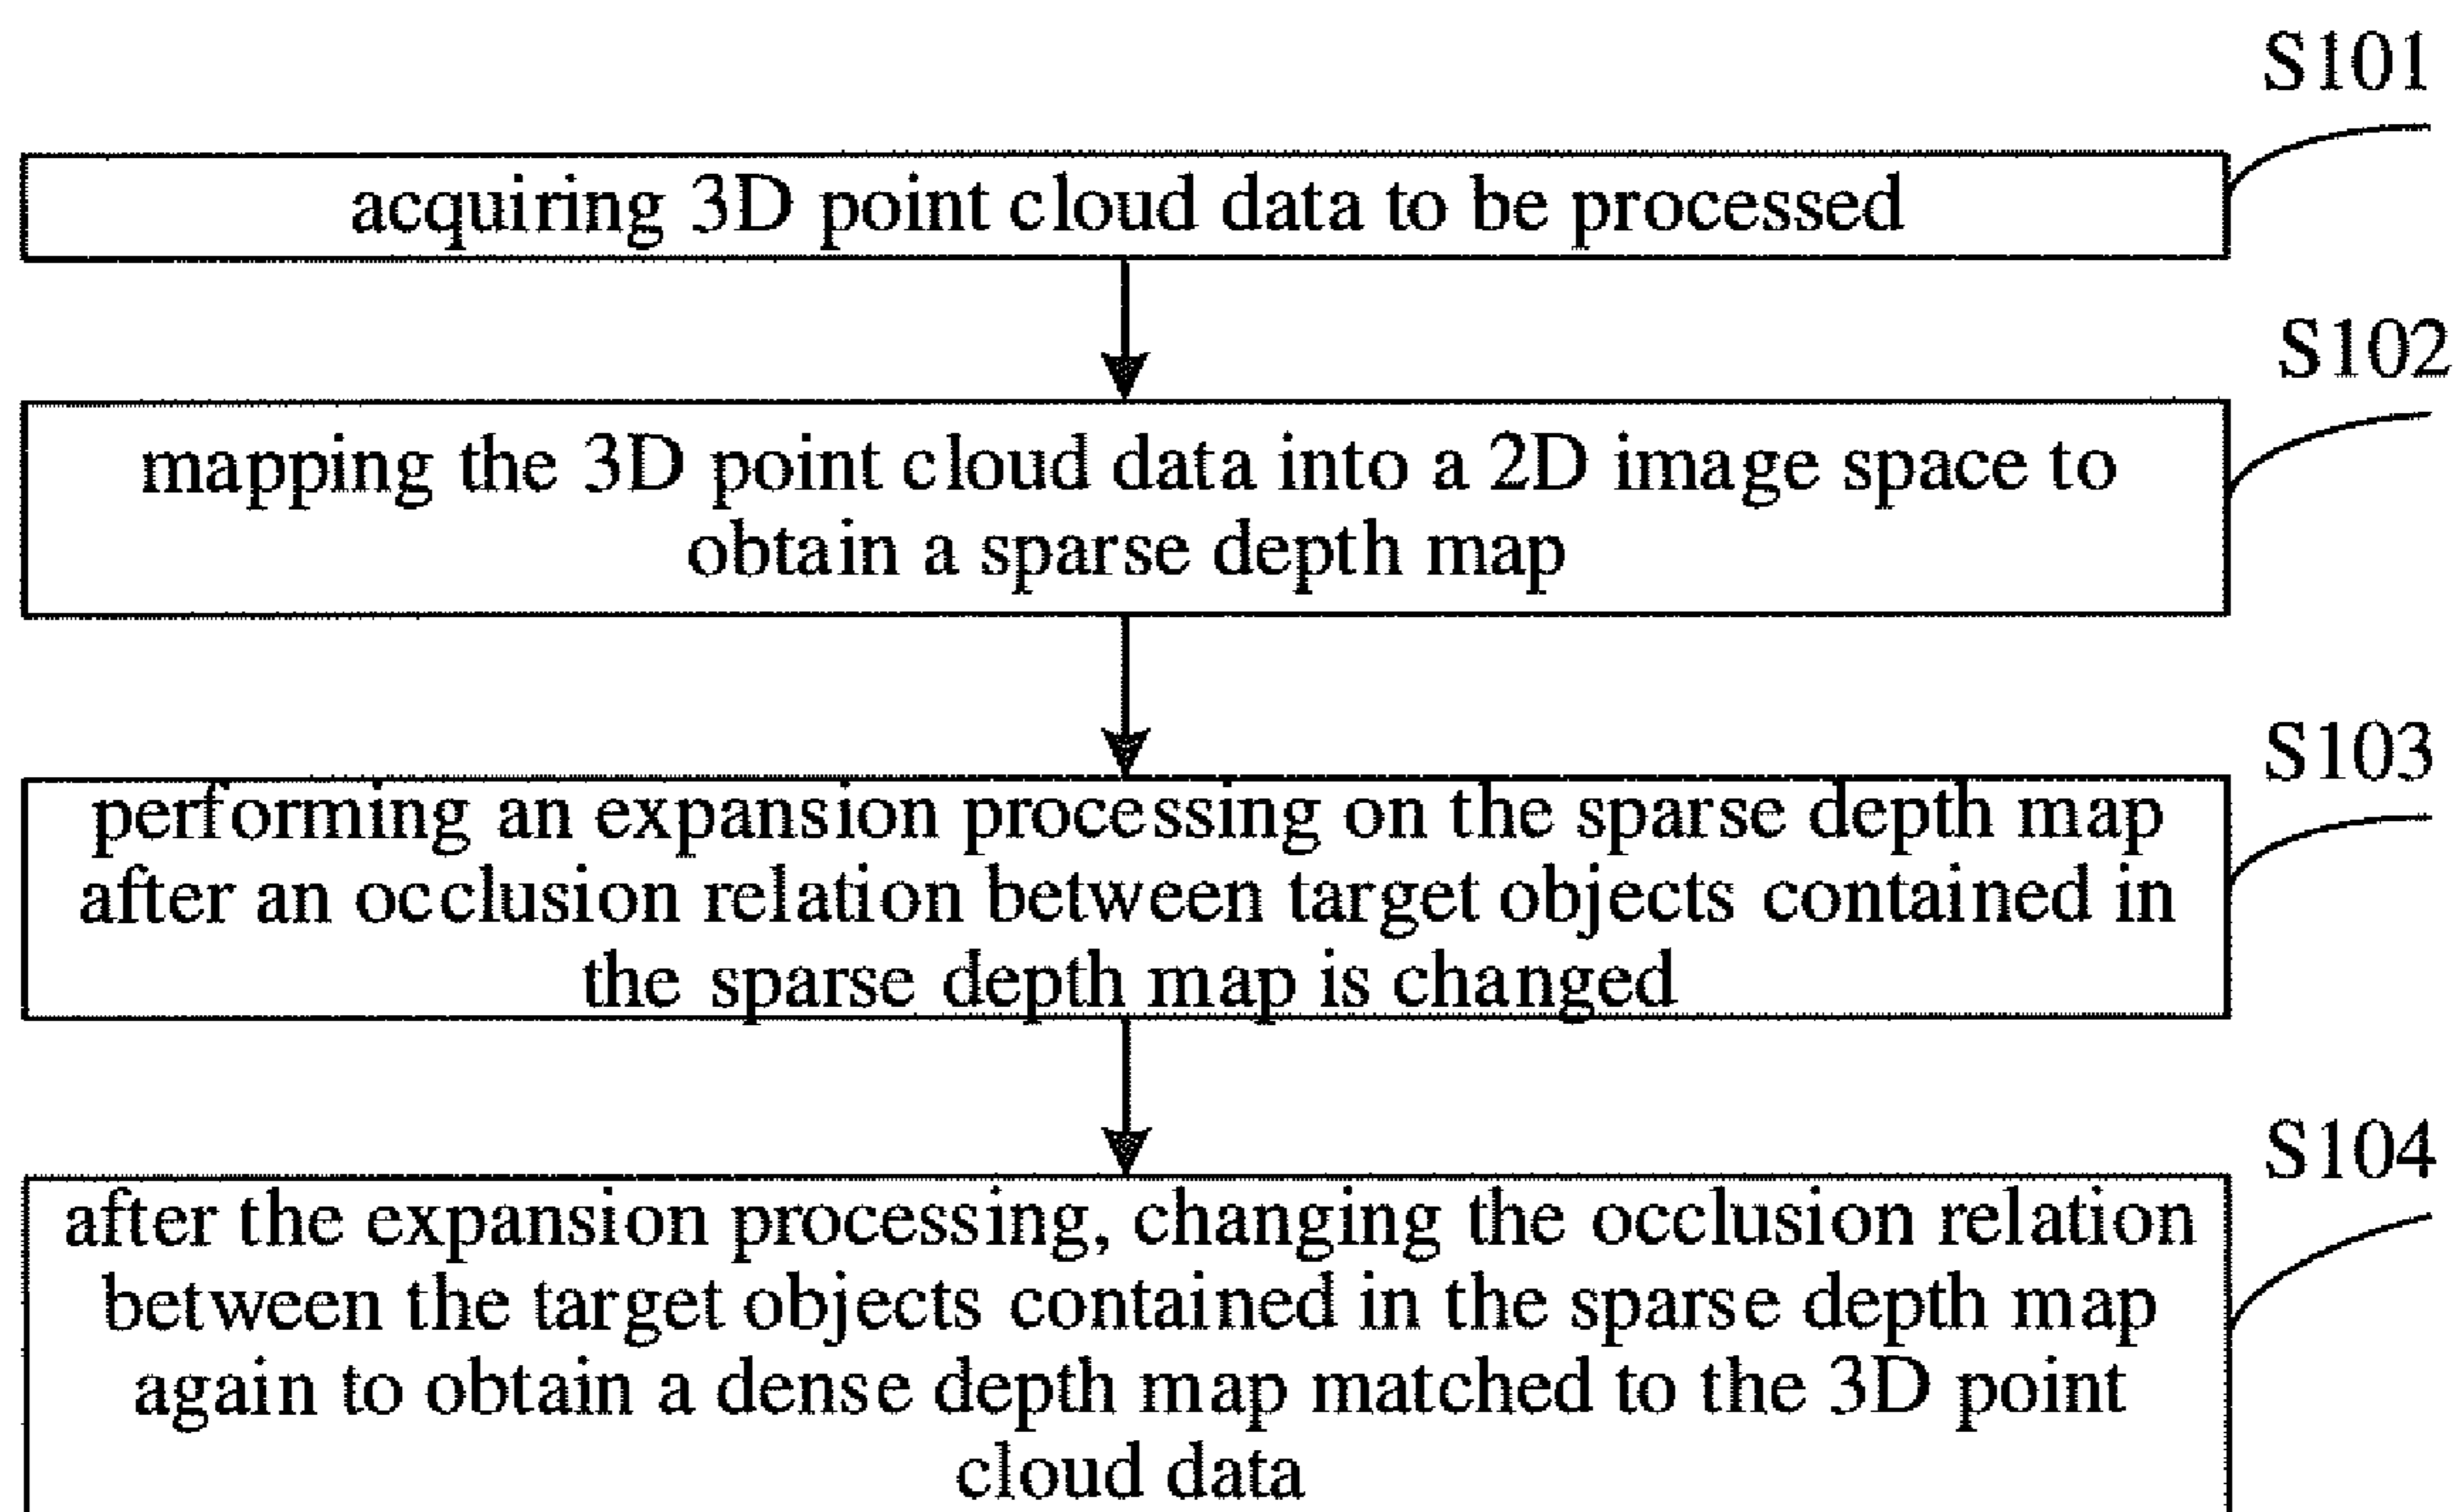 S101
acquiring 3D point cloud data to be processed
S102
mapping the 3D point cloud data into a 2D image space to
obtain a sparse depth map
S103
performing an expansion processing on the sparse depth map
after an occlusion relation between target objects contained in
the sparse depth map is changed
S104
after the expansion processing, changing the occlusion relation
between the target objects contained in the sparse depth map
again to obtain a dense depth map matched to the 3D point
cloud data